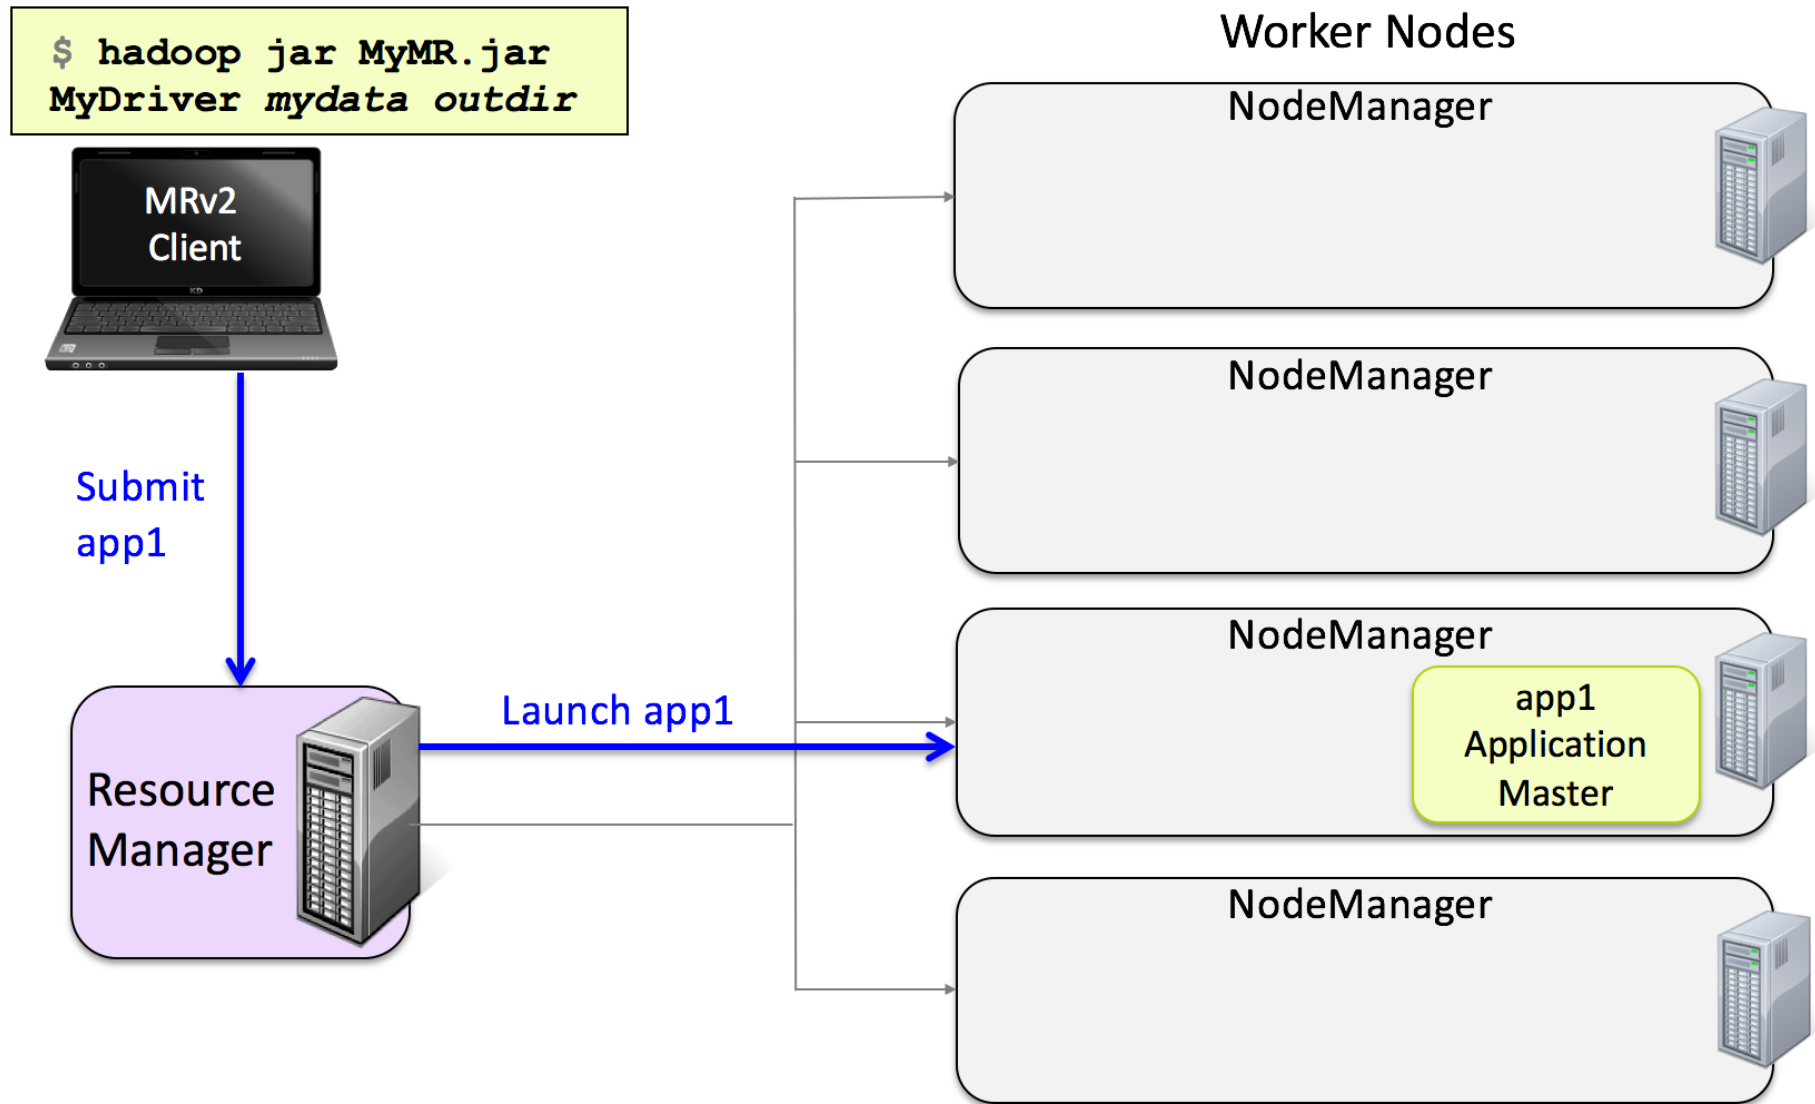 $ hadoop jar MyMR.jar
MyDriver mydata outdir
MRv2
Client
Submit
app1
Resource
Manager
Launch app1
Worker Nodes
NodeManager
NodeManager
NodeManager
app1
Application
Master
NodeManager